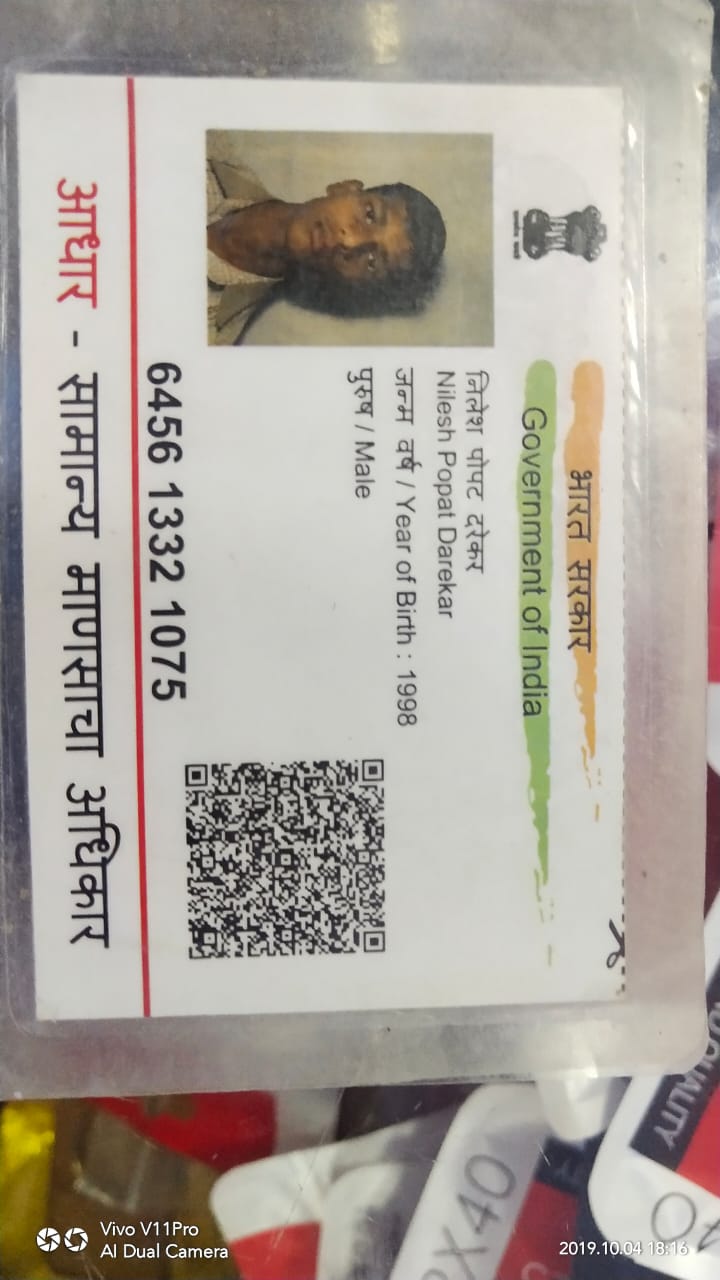 भारत सरकार
Government of India
निलेश पोपट दरेकर
Nilesh Popat Darekar
जन्म वर्ष / Year of Birth : 1998
पुरुष / Male
6456 1332 1075
आधार - सामान्य माणसाचा अधिकार
QUALITY
Vivo V11Pro
AI Dual Camera
2019.10.04 18:16